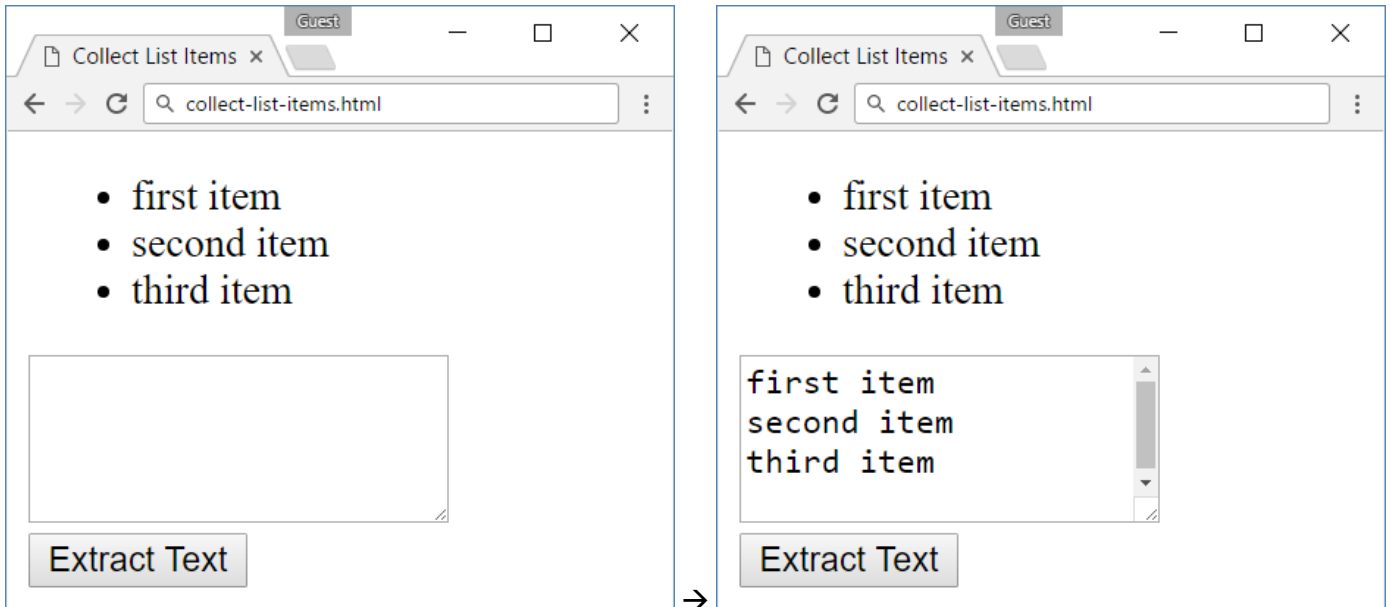 Guest
Collect List Items
collect-list-items.html
• first item
• second item
• third item
Extract Text
→
Guest
Collect List Items
collect-list-items.html
• first item
• second item
• third item
first item
second item
third item
Extract Text